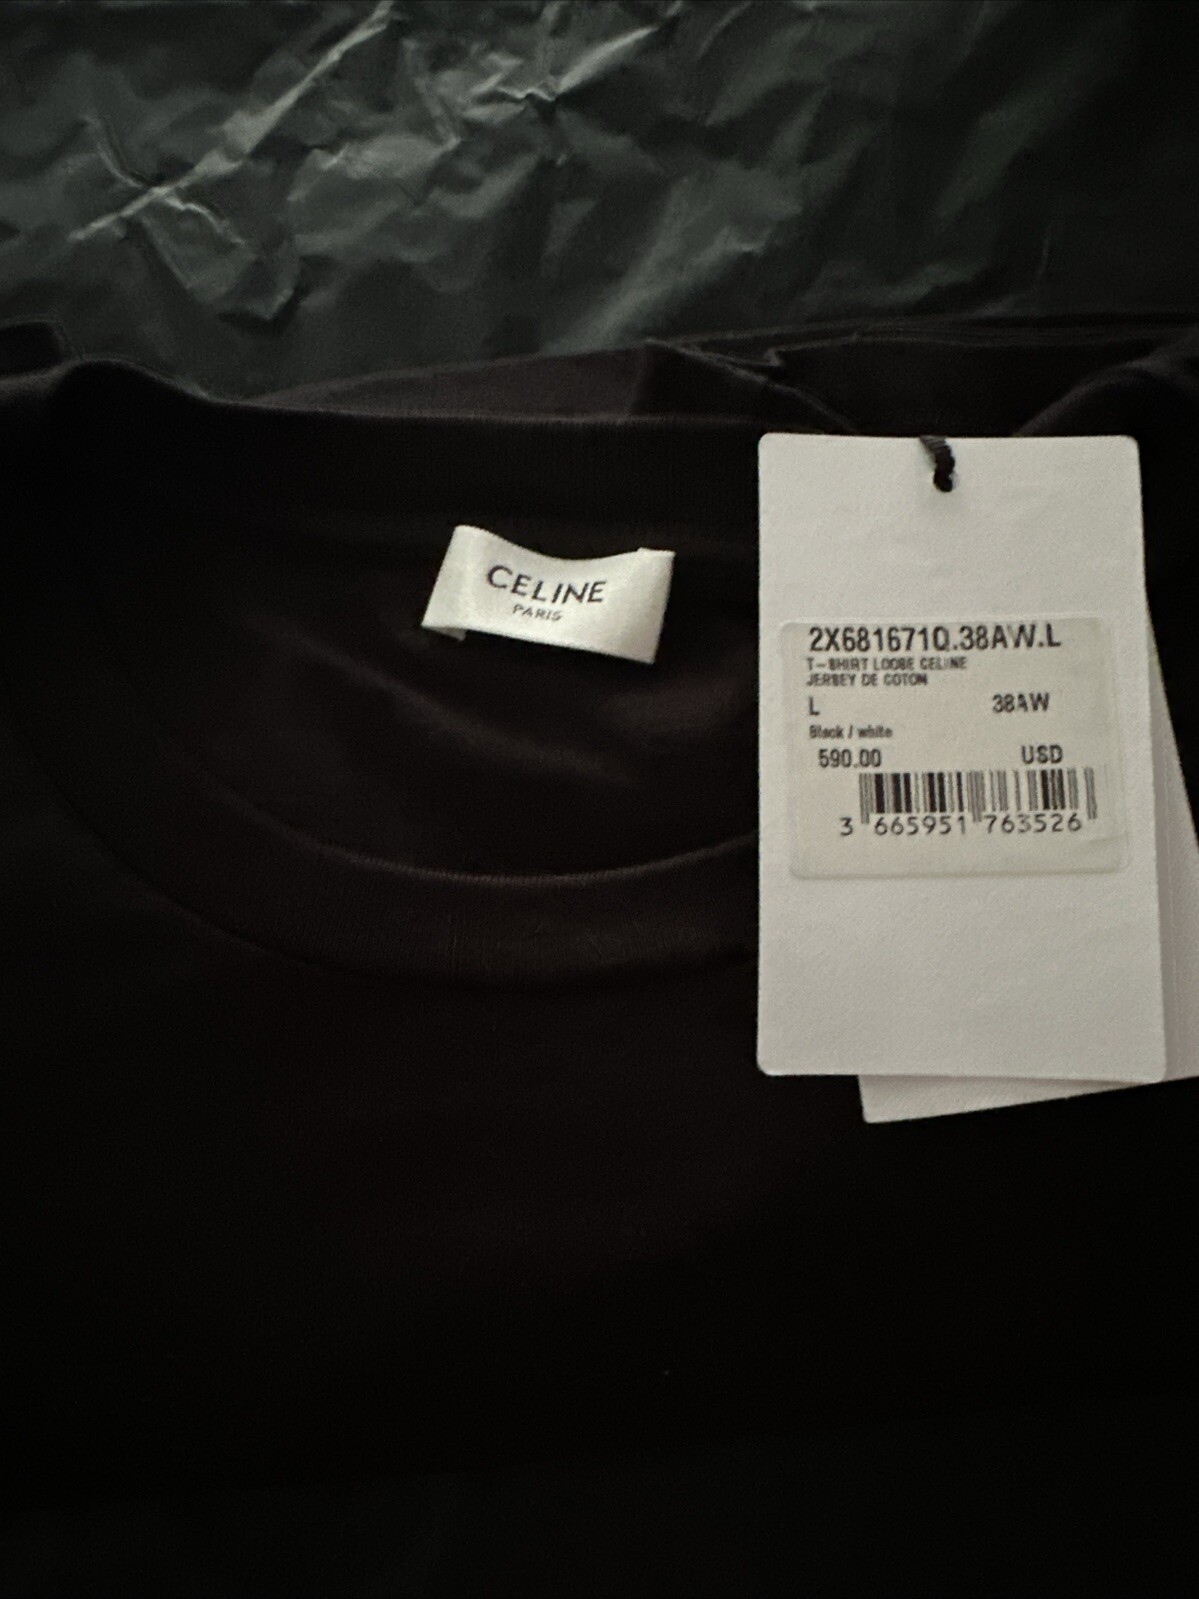 CELINE
PARIS
2X681671Q.38AW.L
T-SHIRT LOOSE CELINE
JERSEY DE COTON
L 38AW
Black / white
590.00 USD
3 665951 763526